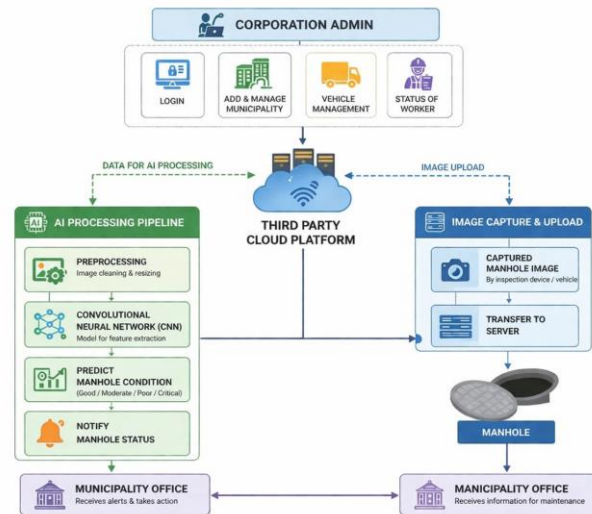 CORPORATION ADMIN
LOGIN
ADD & MANAGE
MUNICIPALITY
VEHICLE
MANAGEMENT
STATUS OF
WORKER
DATA FOR AI PROCESSING
IMAGE UPLOAD
THIRD PARTY
CLOUD PLATFORM
AI
AI PROCESSING PIPELINE
PREPROCESSING
Image cleaning & resizing
CONVOLUTIONAL
NEURAL NETWORK (CNN)
Model for feature extraction
PREDICT
MANHOLE CONDITION
(Good / Moderate / Poor / Critical)
NOTIFY
MANHOLE STATUS
IMAGE CAPTURE & UPLOAD
CAPTURED
MANHOLE IMAGE
By inspection device / vehicle
TRANSFER TO
SERVER
MANHOLE
MUNICIPALITY OFFICE
Receives alerts & takes action
MANICIPALITY OFFICE
Receives information for maintenance